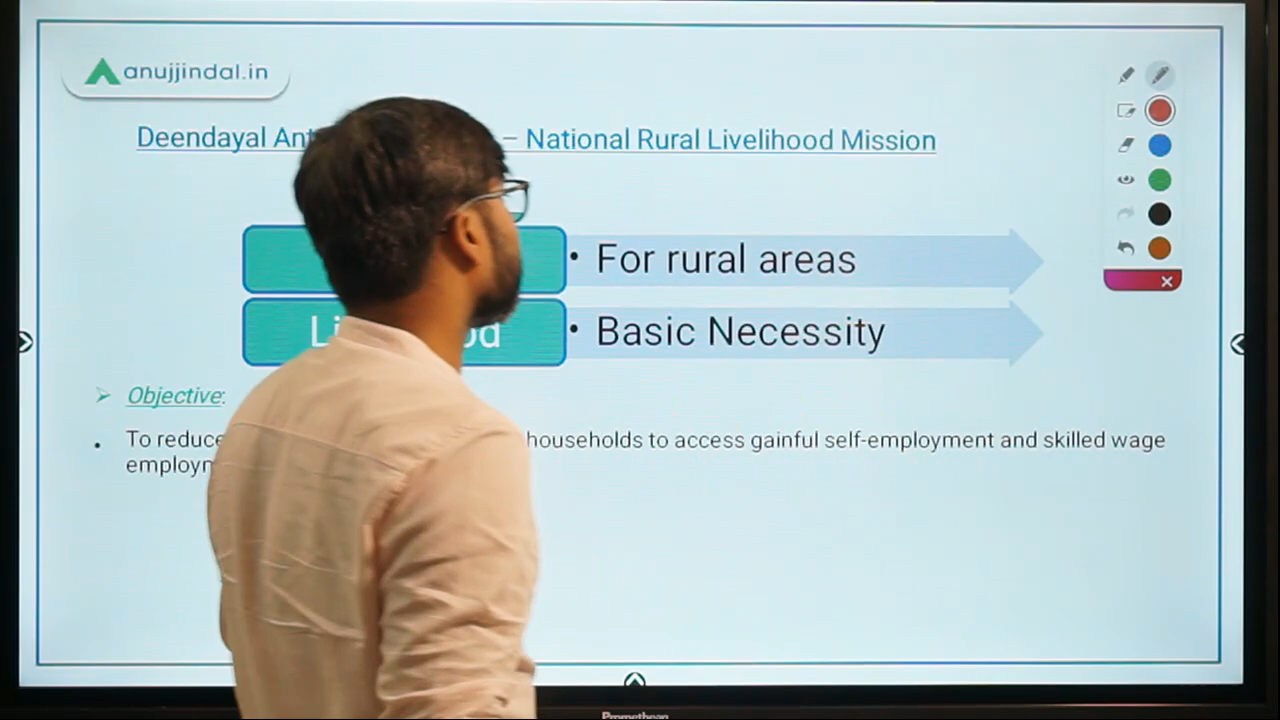 anujjindal.in
Deendayal Ant – National Rural Livelihood Mission
• For rural areas
Li od • Basic Necessity
➢ Objective:
• To reduce households to access gainful self-employment and skilled wage
employm
Promethean